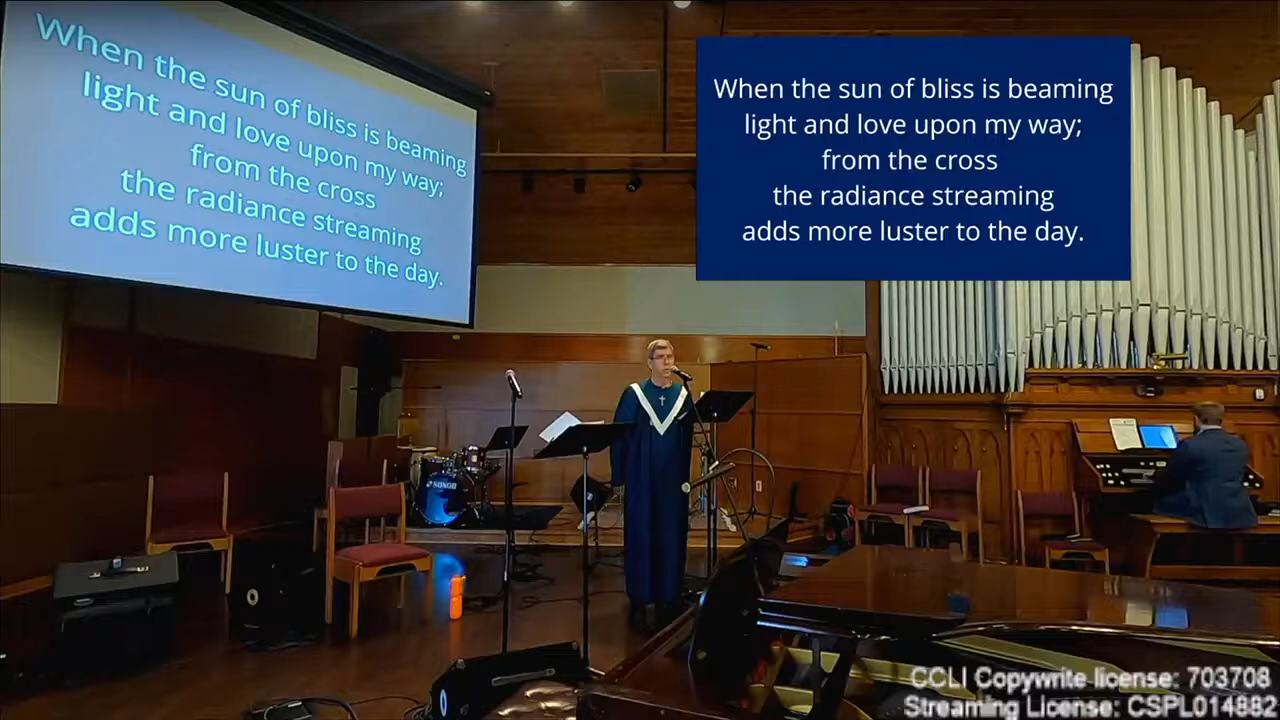 When the sun of bliss is beaming
light and love upon my way;
from the cross
the radiance streaming
adds more luster to the day.
When the sun of bliss is beaming
light and love upon my way;
from the cross
the radiance streaming
adds more luster to the day.
SONOR
CCLI Copywrite license: 703708
Streaming License: CSPL014882